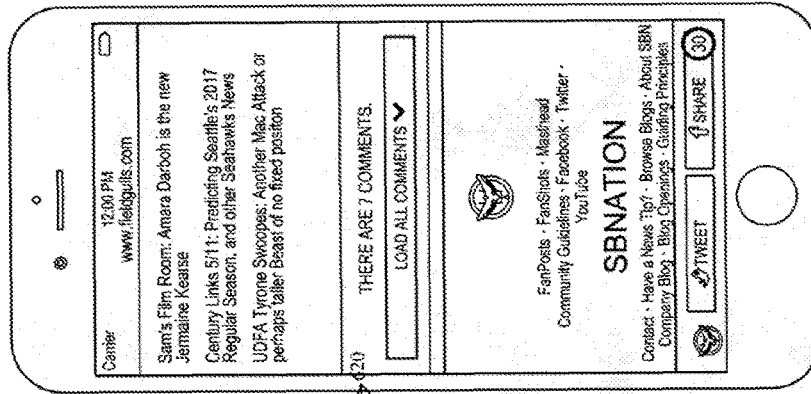 Carrier 12:00 PM
www.fieldgulls.com
Sam's Film Room: Amara Darboh is the new
Jermaine Kearse
Century Links 5/11: Predicting Seattle's 2017
Regular Season, and other Seahawks News
UDFA Tyrone Swoopes: Another Mac Attack or
perhaps taller Beast of no fixed position
620
THERE ARE 7 COMMENTS.
LOAD ALL COMMENTS
FanPosts · FanShots · Masthead
Community Guidelines · Facebook · Twitter ·
YouTube
SBNATION
Contact · Have a News Tip? · Browse Blogs · About SBN
Company Blog · Blog Openings · Guiding Principles
TWEET SHARE 30